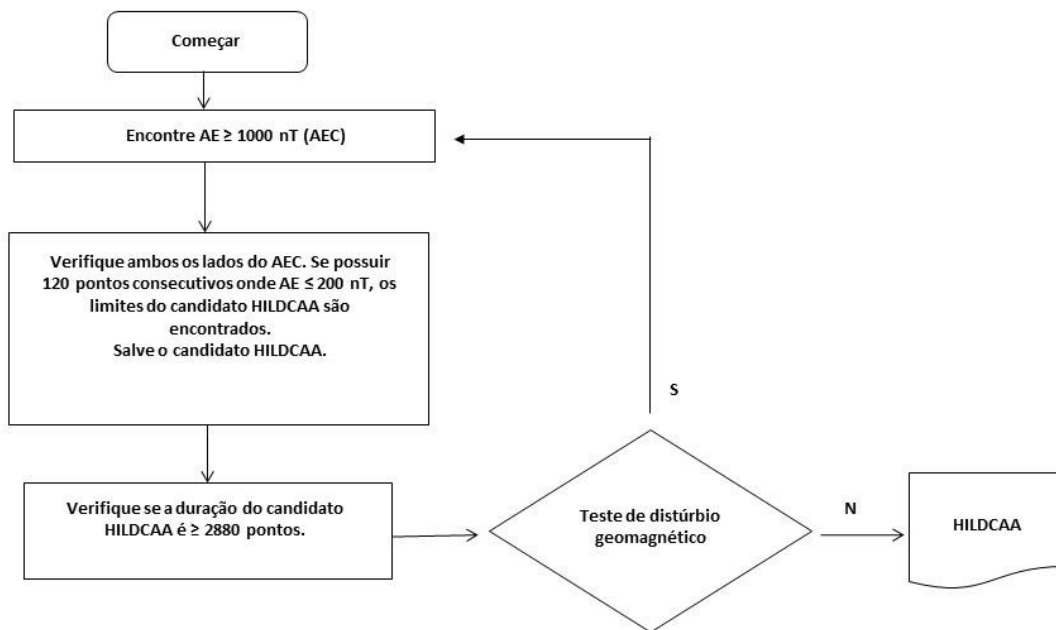 Começar
Encontre AE ≥ 1000 nT (AEC)
Verifique ambos os lados do AEC. Se possuir
120 pontos consecutivos onde AE ≤ 200 nT, os
limites do candidato HILDCAA são
encontrados.
Salve o candidato HILDCAA.
S
Verifique se a duração do candidato
HILDCAA é ≥ 2880 pontos.
Teste de distúrbio
geomagnético
N
HILDCAA